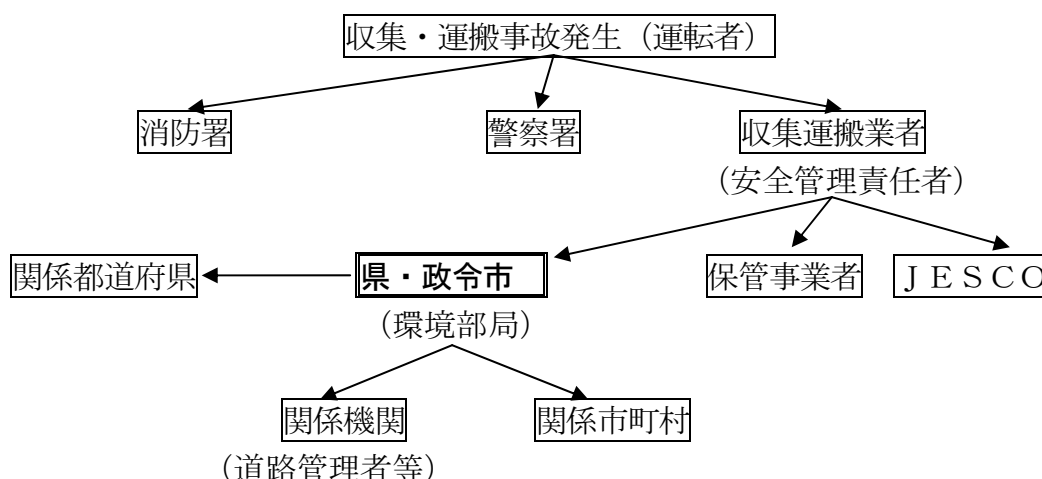 収集・運搬事故発生（運転者）
消防署
警察署
収集運搬業者
（安全管理責任者）
関係都道府県
県・政令市
保管事業者
ＪＥＳＣＯ
（環境部局）
関係機関
関係市町村
（道路管理者等）